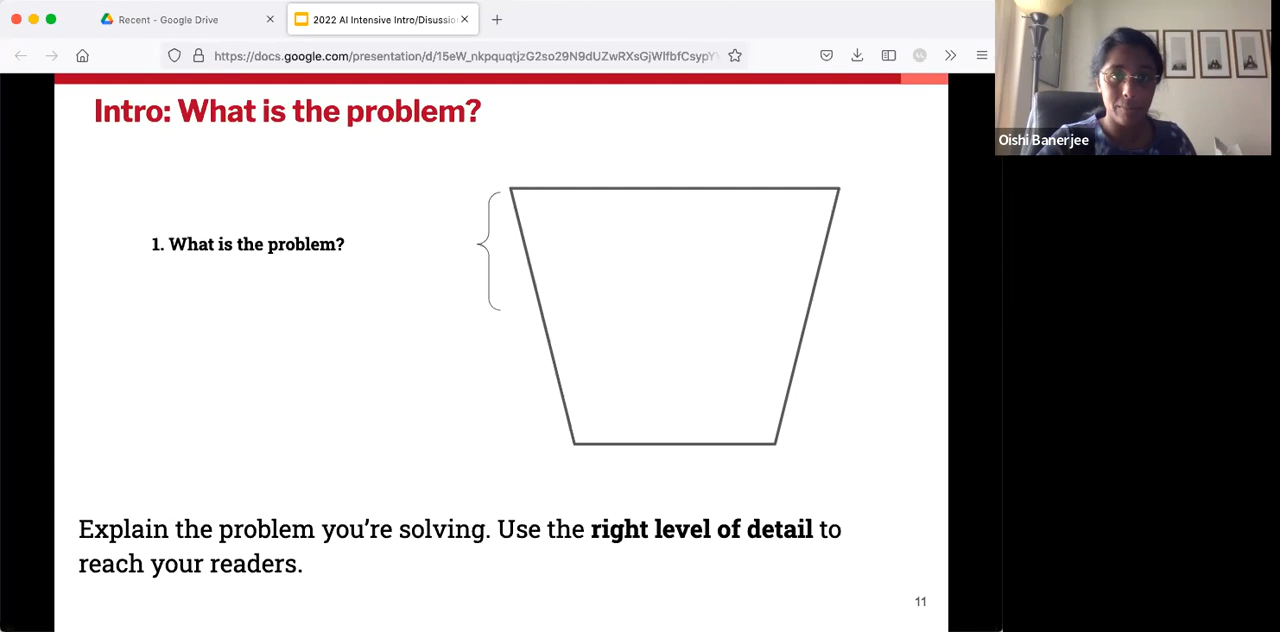 Recent - Google Drive
2022 AI Intensive Intro/Disussio
https://docs.google.com/presentation/d/15eW_nkpquqtjzG2so29N9dUZwRXsGjWlfbfCsypY
Intro: What is the problem?
Oishi Banerjee
1. What is the problem?
Explain the problem you’re solving. Use the right level of detail to
reach your readers.
11